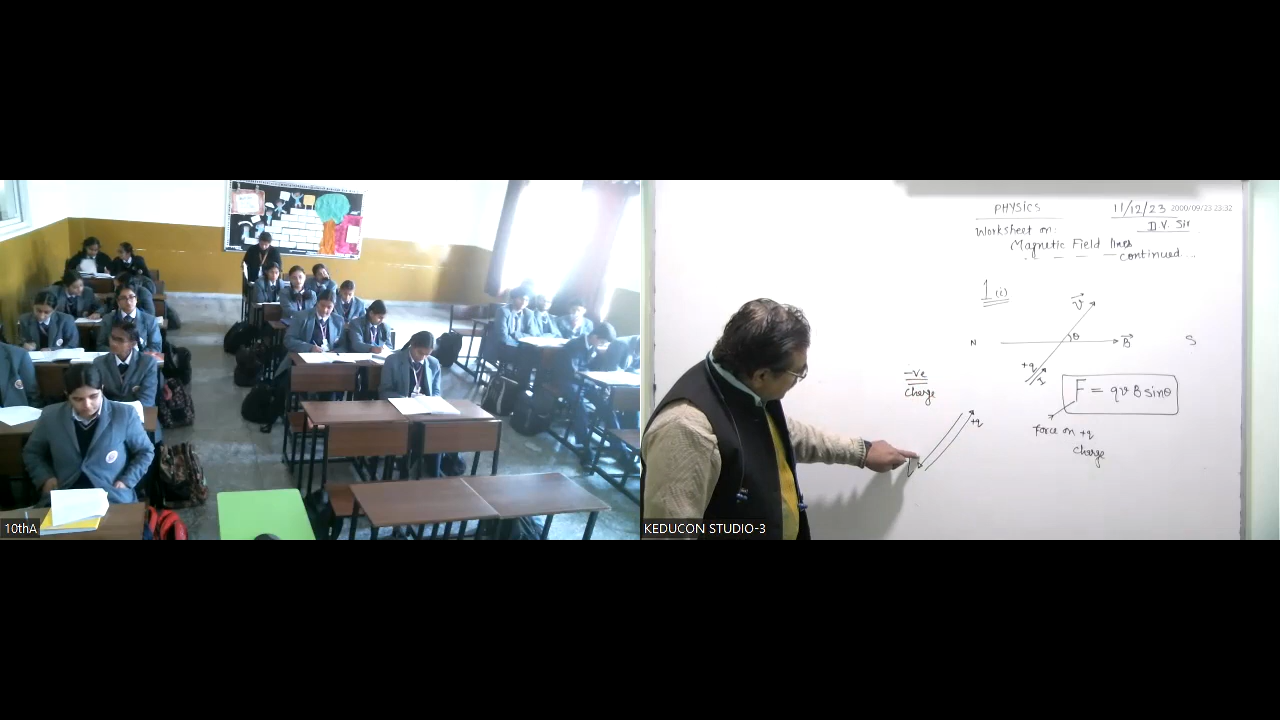 PHYSICS
11/12/23
2000/09/23 23:32
D.V. Sir
Worksheet on:
Magnetic Field lines
continued...
1 (i)
v
N
θ
B
S
+q
F = qvB sinθ
-ve
charge
+q
Force on +q
charge
10thA
KEDUCON STUDIO-3